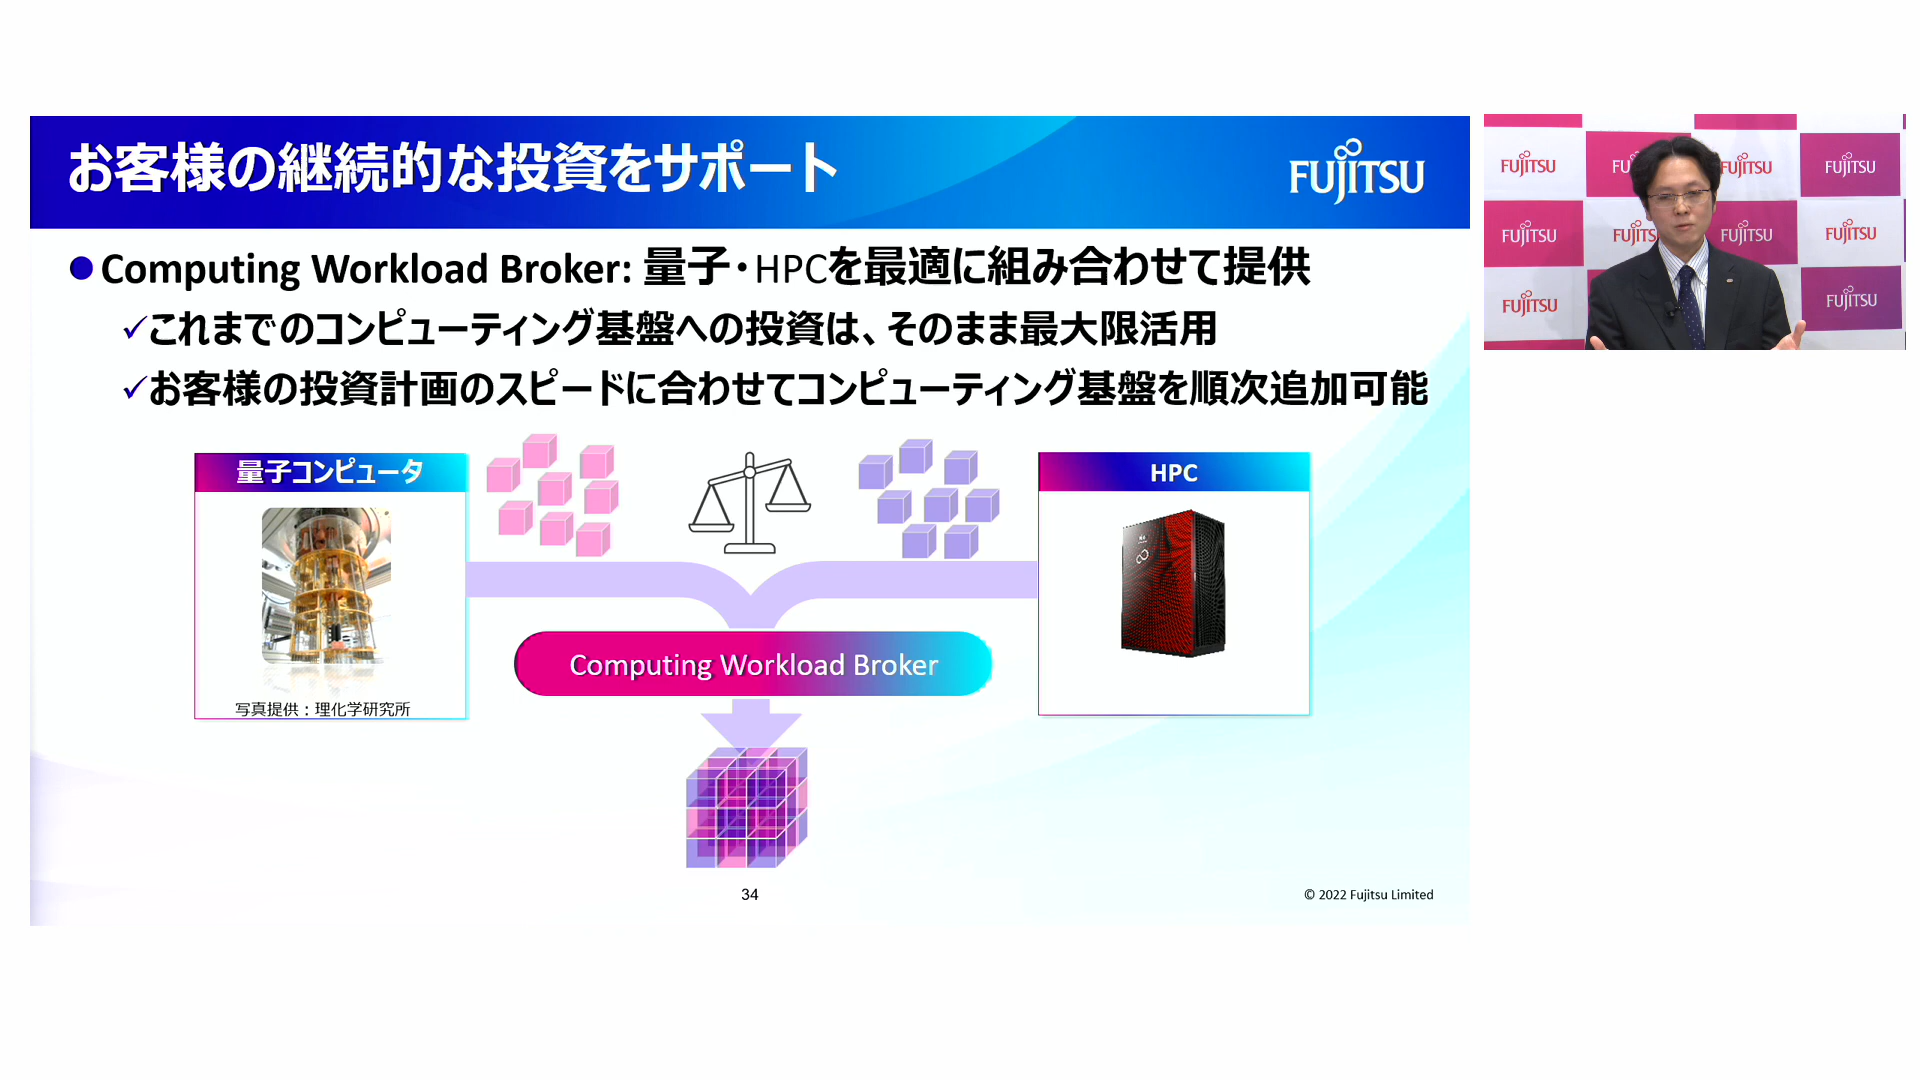 お客様の継続的な投資をサポート
FUJITSU
Computing Workload Broker: 量子・HPCを最適に組み合わせて提供
これまでのコンピューティング基盤への投資は、そのまま最大限活用
お客様の投資計画のスピードに合わせてコンピューティング基盤を順次追加可能
量子コンピュータ
HPC
写真提供：理化学研究所
Computing Workload Broker
34
© 2022 Fujitsu Limited
FUJITSU
FU
FUJITSU
FUJITSU
FUJITSU
FUJITS
FUJITSU
FUJITSU
FUJITSU
FUJITSU